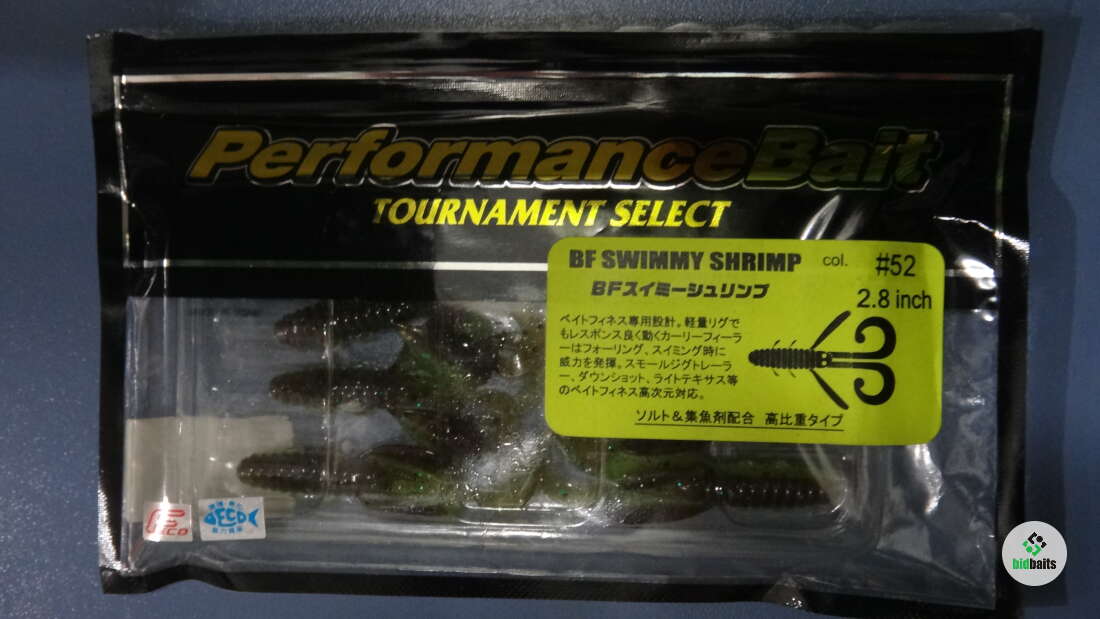 PerformanceBait
TOURNAMENT SELECT
BF SWIMMY SHRIMP col. #52
BFスイミーシュリンプ 2.8 inch
ベイトフィネス専用設計。軽量リグで
もレスポンス良く動くカーリーフィーラ
ーはフォーリング、スイミング時に
威力を発揮。スモールジグトレーラ
ー、ダウンショット、ライトテキサス等
のベイトフィネス高次元対応。
ソルト＆集魚剤配合 高比重タイプ
ECO
bidbaits